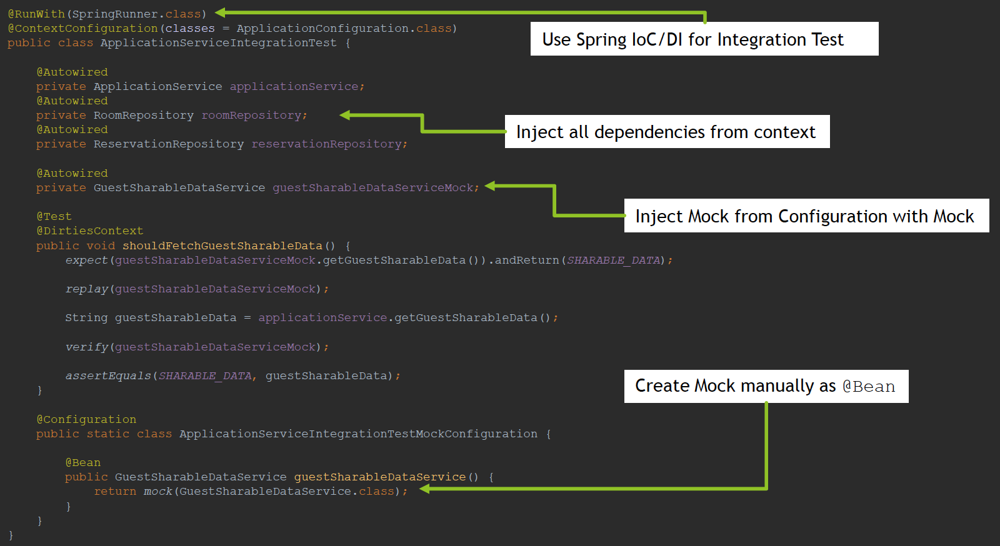 @RunWith(SpringRunner.class)
@ContextConfiguration(classes = ApplicationConfiguration.class)
public class ApplicationServiceIntegrationTest {
Use Spring IoC/DI for Integration Test
@Autowired
private ApplicationService applicationService;
@Autowired
private RoomRepository roomRepository;
@Autowired
private ReservationRepository reservationRepository;
Inject all dependencies from context
@Autowired
private GuestSharableDataService guestSharableDataServiceMock;
Inject Mock from Configuration with Mock
@Test
@DirtiesContext
public void shouldFetchGuestSharableData() {
expect(guestSharableDataServiceMock.getGuestSharableData()).andReturn(SHARABLE_DATA);
replay(guestSharableDataServiceMock);
String guestSharableData = applicationService.getGuestSharableData();
verify(guestSharableDataServiceMock);
assertEquals(SHARABLE_DATA, guestSharableData);
}
Create Mock manually as @Bean
@Configuration
public static class ApplicationServiceIntegrationTestMockConfiguration {
@Bean
public GuestSharableDataService guestSharableDataService() {
return mock(GuestSharableDataService.class);
}
}
}